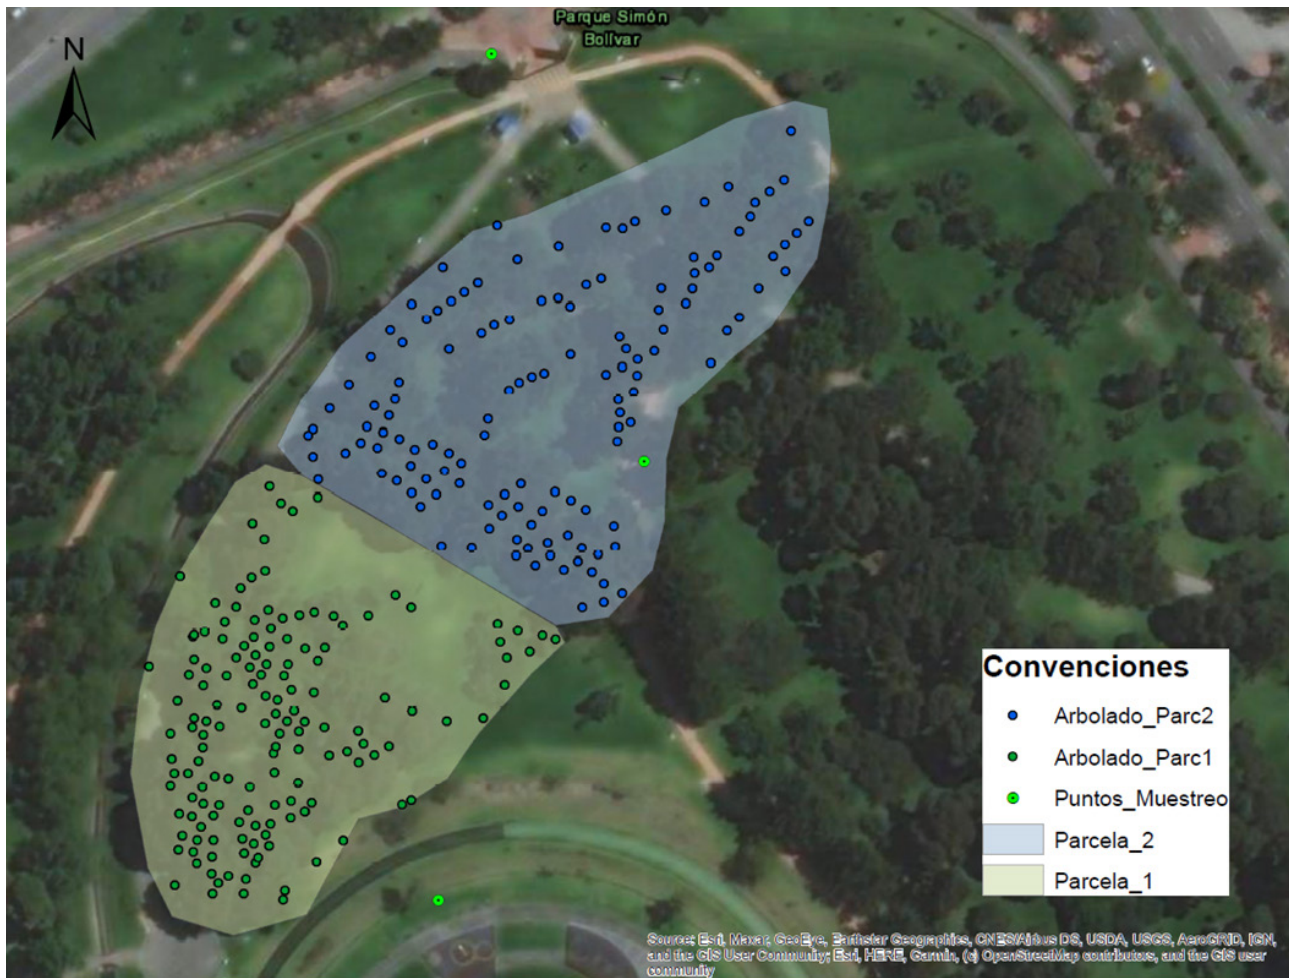 Parque Simón
Bolívar
N
Convenciones
Arbolado_Parc2
Arbolado_Parc1
Puntos_Muestreo
Parcela_2
Parcela_1
Source: Esri, Maxar, GeoEye, Earthstar Geographics, CNES/Airbus DS, USDA, USGS, AeroGRID, IGN,
and the GIS User Community; Esri, HERE, Garmin, (c) OpenStreetMap contributors, and the GIS user
community